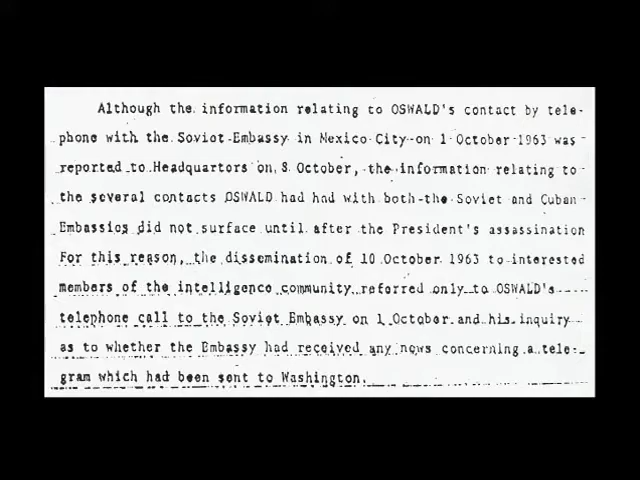 Although the information relating to OSWALD's contact by tele-
phone with the Soviet Embassy in Mexico City on 1 October 1963 was
reported to Headquarters on 8 October, the information relating to
the several contacts OSWALD had had with both the Soviet and Cuban
Embassies did not surface until after the President's assassination
For this reason, the dissemination of 10 October 1963 to interested
members of the intelligence community referred only to OSWALD's
telephone call to the Soviet Embassy on 1 October and his inquiry
as to whether the Embassy had received any news concerning a tele-
gram which had been sent to Washington.